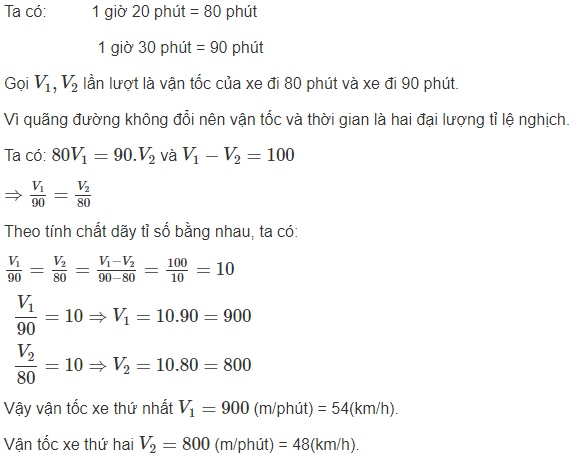 Ta có: 1 giờ 20 phút = 80 phút
1 giờ 30 phút = 90 phút
Gọi V₁, V₂ lần lượt là vận tốc của xe đi 80 phút và xe đi 90 phút.
Vì quãng đường không đổi nên vận tốc và thời gian là hai đại lượng tỉ lệ nghịch.
Ta có: 80V₁ = 90.V₂ và V₁ − V₂ = 100
⇒ V₁/90 = V₂/80
Theo tính chất dãy tỉ số bằng nhau, ta có:
V₁/90 = V₂/80 = (V₁−V₂)/(90−80) = 100/10 = 10
V₁/90 = 10 ⇒ V₁ = 10.90 = 900
V₂/80 = 10 ⇒ V₂ = 10.80 = 800
Vậy vận tốc xe thứ nhất V₁ = 900 (m/phút) = 54(km/h).
Vận tốc xe thứ hai V₂ = 800 (m/phút) = 48(km/h).